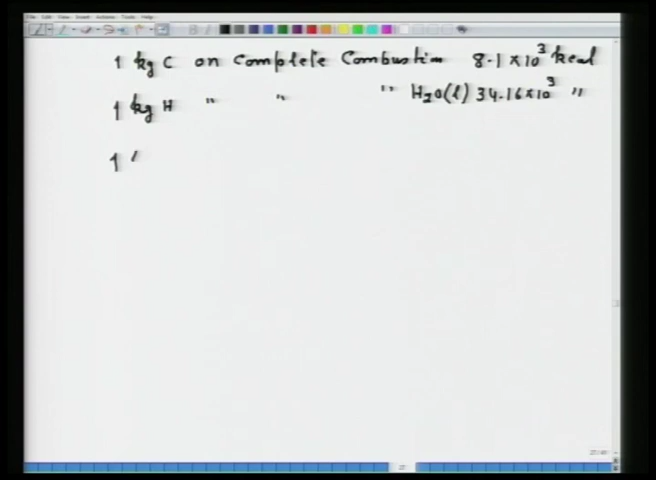 1 kg C on complete Combustion 8.1 × 10³ kcal
1 kg H " " " H₂O(l) 34.16 × 10³ "
1